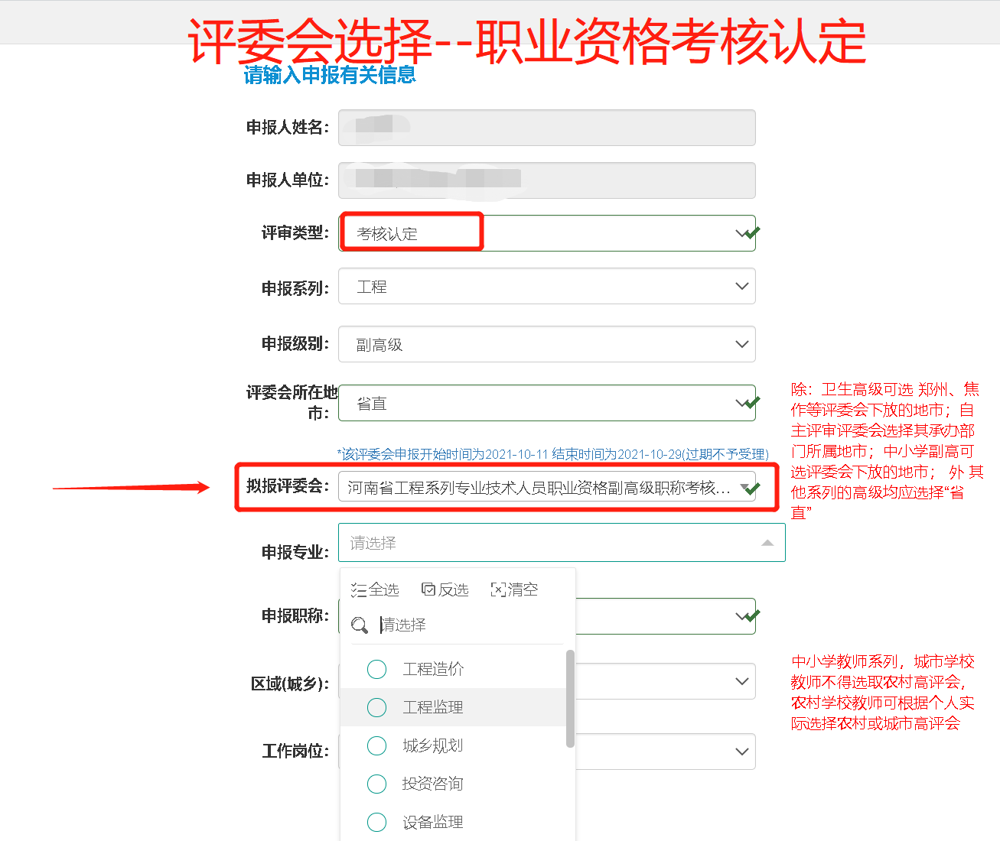 评委会选择--职业资格考核认定
请输入申报有关信息
申报人姓名:
申报人单位:
评审类型:
考核认定
申报系列:
工程
申报级别:
副高级
评委会所在地
市:
省直
除：卫生高级可选 郑州、焦
作等评委会下放的地市；自
主评审评委会选择其承办部
门所属地市；中小学副高可
选评委会下放的地市； 外 其
他系列的高级均应选择“省
直”
*该评委会申报开始时间为2021-10-11 结束时间为2021-10-29(过期不予受理)
拟报评委会:
河南省工程系列专业技术人员职业资格副高级职称考核...
申报专业:
请选择
全选 反选 清空
请选择
申报职称:
工程造价
区域(城乡):
中小学教师系列，城市学校
教师不得选取农村高评会，
农村学校教师可根据个人实
际选择农村或城市高评会
工程监理
城乡规划
工作岗位:
投资咨询
设备监理